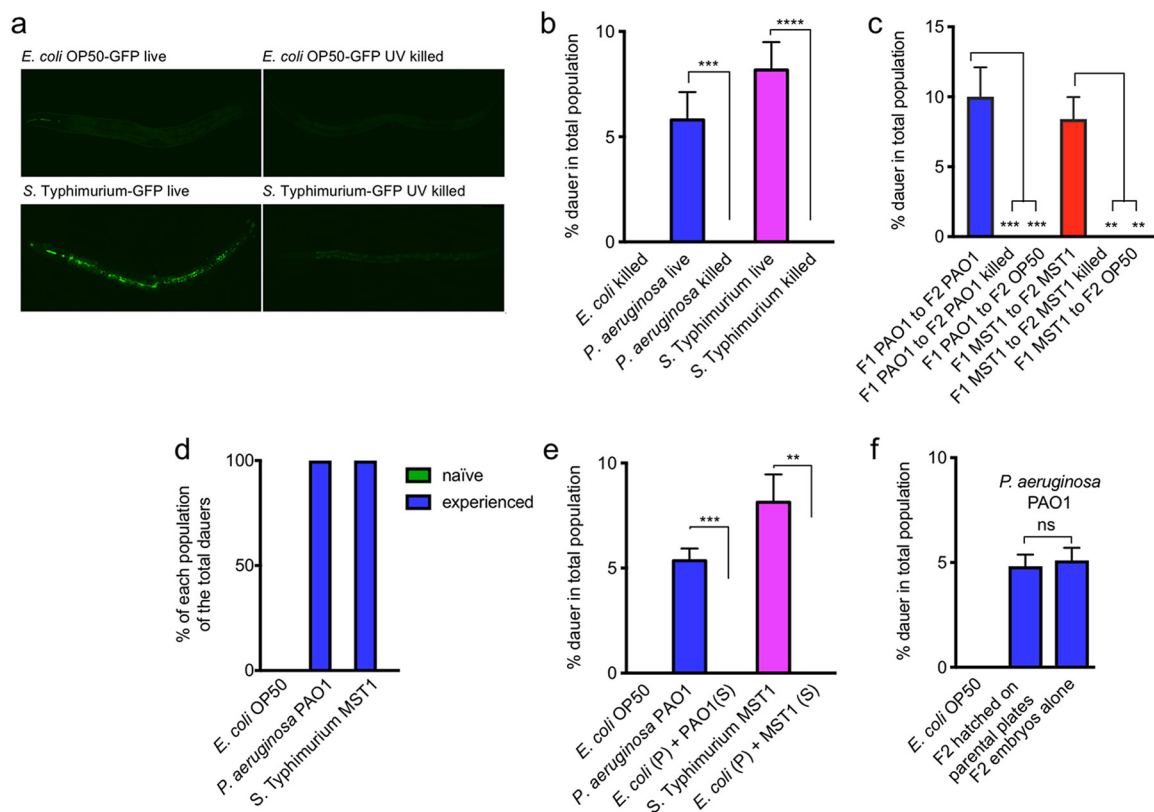 a
E. coli OP50-GFP live
E. coli OP50-GFP UV killed
S. Typhimurium-GFP live
S. Typhimurium-GFP UV killed
b
% dauer in total population
10
5
0
***
****
E. coli killed
P. aeruginosa live
P. aeruginosa killed
S. Typhimurium live
S. Typhimurium killed
c
% dauer in total population
15
10
5
0
*** ***
** **
F1 PAO1 to F2 PAO1
F1 PAO1 to F2 PAO1 killed
F1 PAO1 to F2 OP50
F1 MST1 to F2 MST1
F1 MST1 to F2 MST1 killed
F1 MST1 to F2 OP50
d
% of each population
of the total dauers
100
50
0
naïve
experienced
E. coli OP50
P. aeruginosa PAO1
S. Typhimurium MST1
e
% dauer in total population
10
5
0
***
**
E. coli OP50
P. aeruginosa PAO1
E. coli (P) + PAO1(S)
S. Typhimurium MST1
E. coli (P) + MST1 (S)
f
% dauer in total population
10
5
0
P. aeruginosa
PAO1
ns
E. coli OP50
F2 hatched on
parental plates
F2 embryos alone